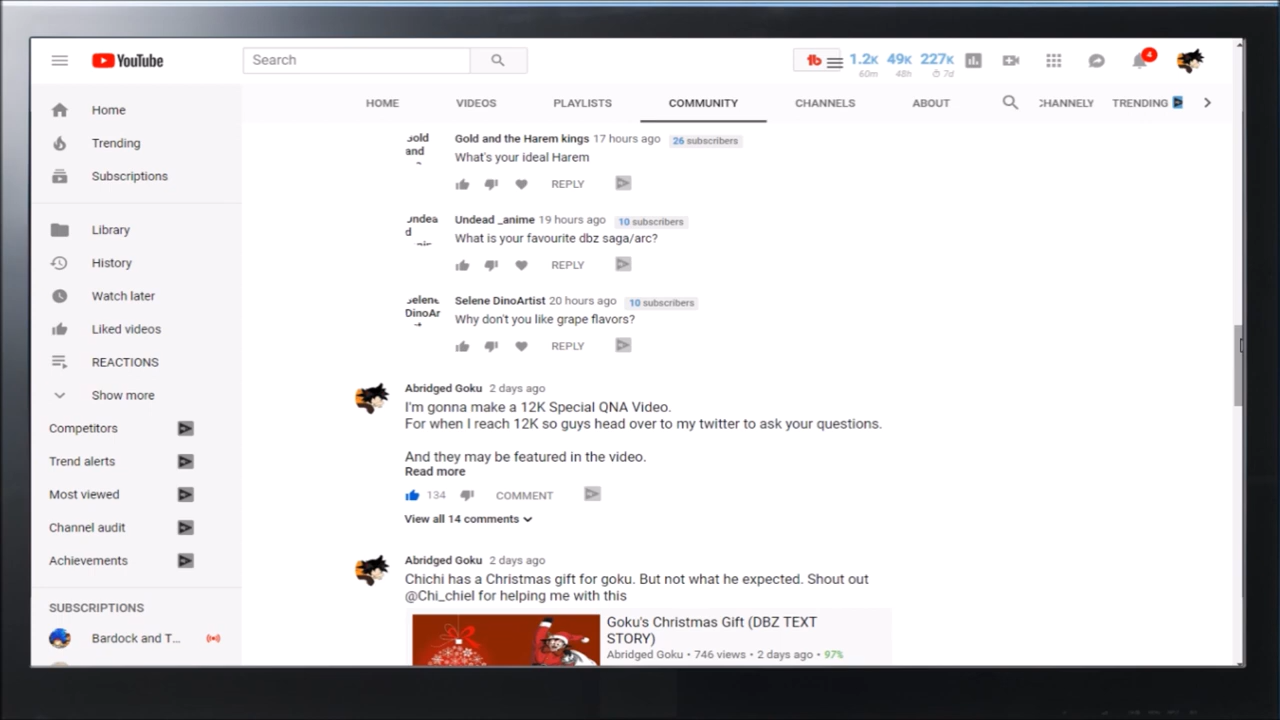 YouTube
Search
tb
1.2K 49K 227K
60m 48h 7d
4
HOME VIDEOS PLAYLISTS COMMUNITY CHANNELS ABOUT CHANNELY TRENDING
Home
Trending
Subscriptions
Library
History
Watch later
Liked videos
REACTIONS
Show more
Competitors
Trend alerts
Most viewed
Channel audit
Achievements
SUBSCRIPTIONS
Bardock and T...
Gold and the Harem kings 17 hours ago 26 subscribers
What's your ideal Harem
REPLY
Undead _anime 19 hours ago 10 subscribers
What is your favourite dbz saga/arc?
REPLY
Selene DinoArtist 20 hours ago 10 subscribers
Why don't you like grape flavors?
REPLY
Abridged Goku 2 days ago
I'm gonna make a 12K Special QNA Video.
For when I reach 12K so guys head over to my twitter to ask your questions.
And they may be featured in the video.
Read more
134 COMMENT
View all 14 comments
Abridged Goku 2 days ago
Chichi has a Christmas gift for goku. But not what he expected. Shout out
@Chi_chiel for helping me with this
Goku's Christmas Gift (DBZ TEXT
STORY)
Abridged Goku • 746 views • 2 days ago • 97%